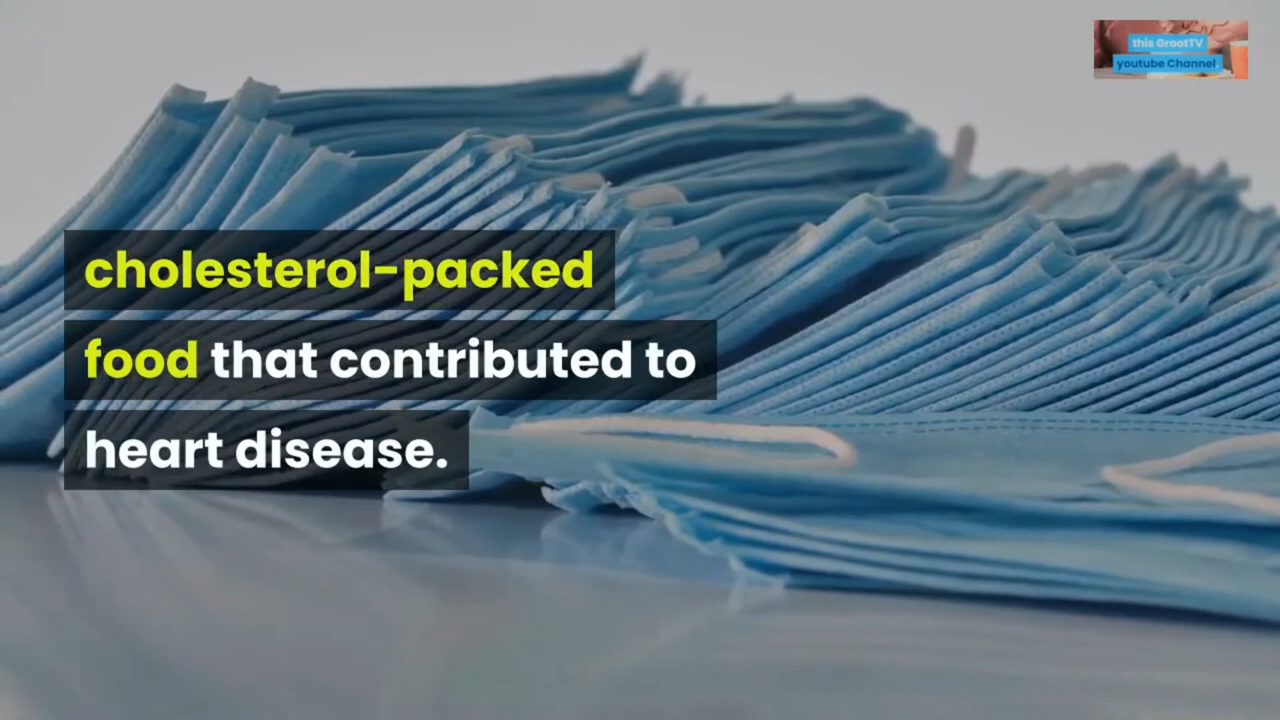 this GrootTV
youtube Channel
cholesterol-packed
food that contributed to
heart disease.